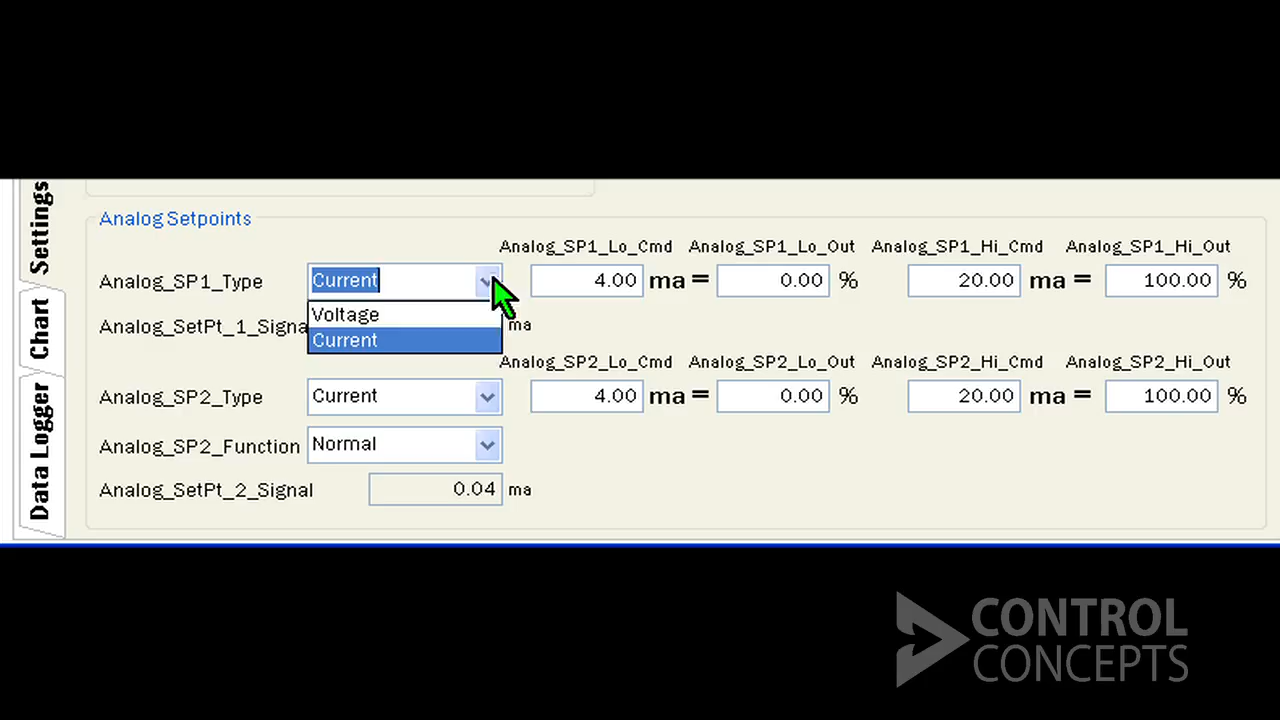 Settings
Chart
Data Logger
Analog Setpoints
Analog_SP1_Lo_Cmd Analog_SP1_Lo_Out Analog_SP1_Hi_Cmd Analog_SP1_Hi_Out
Analog_SP1_Type Current 4.00 ma = 0.00 % 20.00 ma = 100.00 %
Voltage
Analog_SetPt_1_Signa ma
Current
Analog_SP2_Lo_Cmd Analog_SP2_Lo_Out Analog_SP2_Hi_Cmd Analog_SP2_Hi_Out
Analog_SP2_Type Current 4.00 ma = 0.00 % 20.00 ma = 100.00 %
Analog_SP2_Function Normal
Analog_SetPt_2_Signal 0.04 ma
CONTROL
CONCEPTS